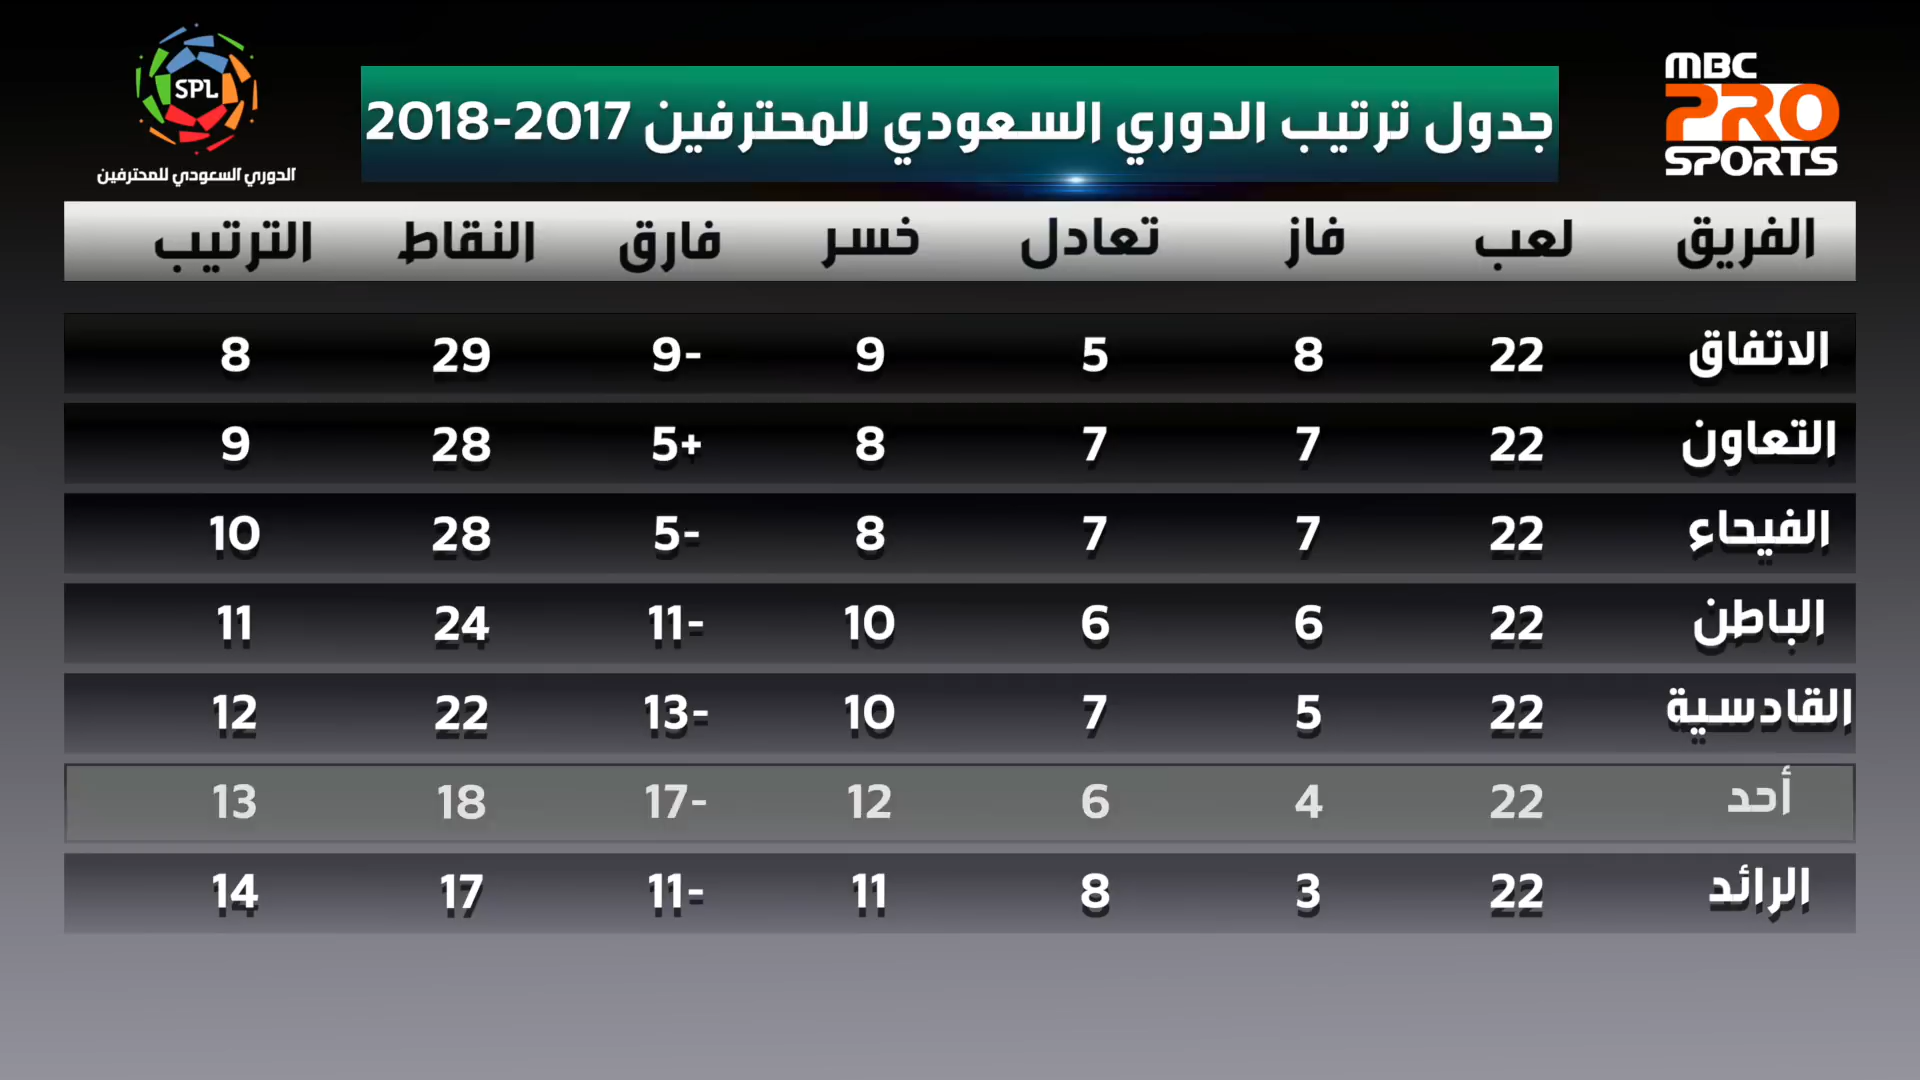 MBC
PRO
SPORTS
جدول ترتيب الدوري السعودي للمحترفين 2017-2018
SPL
الدوري السعودي للمحترفين
الفريق لعب فاز تعادل خسر فارق النقاط الترتيب
الاتفاق 22 8 5 9 -9 29 8
التعاون 22 7 7 8 +5 28 9
الفيحاء 22 7 7 8 -5 28 10
الباطن 22 6 6 10 -11 24 11
القادسية 22 5 7 10 -13 22 12
أحد 22 4 6 12 -17 18 13
الرائد 22 3 8 11 -11 17 14